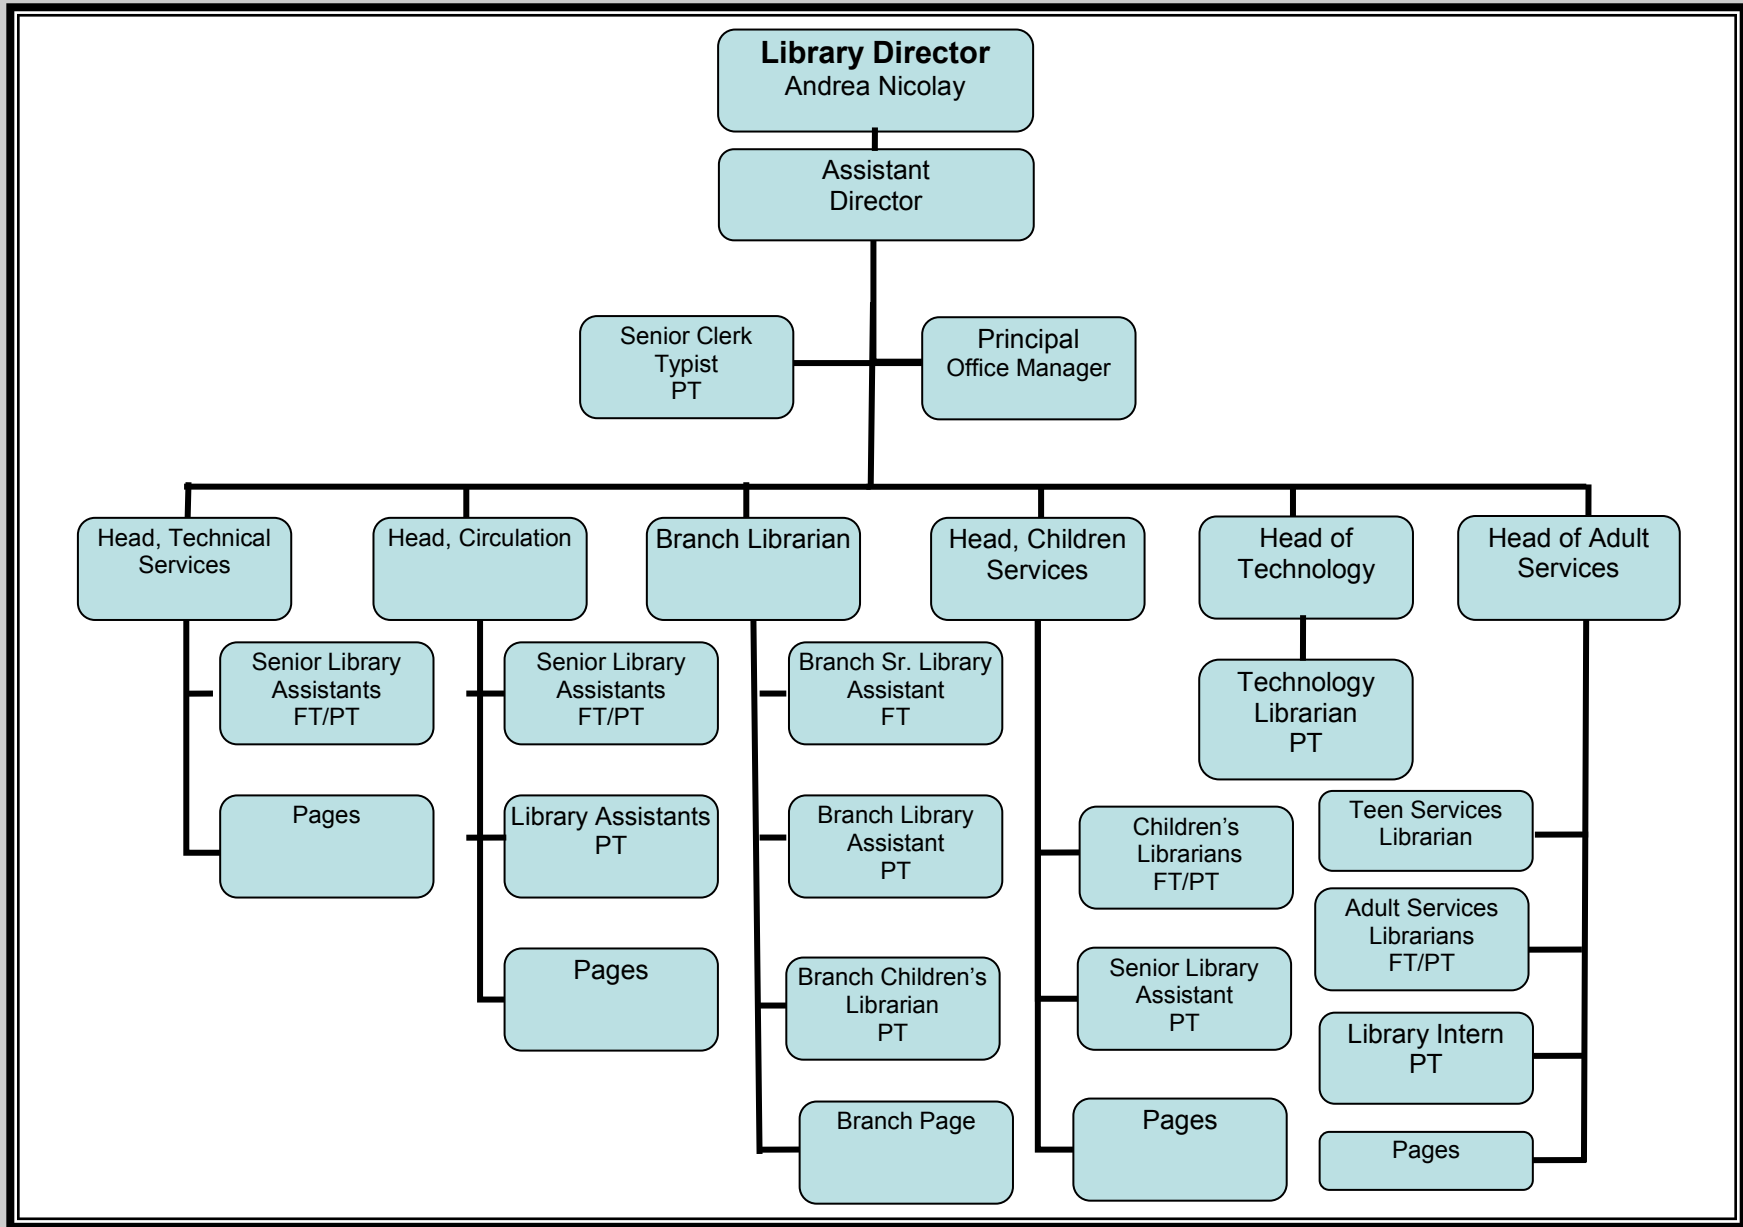 Library Director
Andrea Nicolay
Assistant
Director
Senior Clerk
Typist
PT
Principal
Office Manager
Head, Technical
Services
Head, Circulation
Branch Librarian
Head, Children
Services
Head of
Technology
Head of Adult
Services
Senior Library
Assistants
FT/PT
Pages
Senior Library
Assistants
FT/PT
Library Assistants
PT
Pages
Branch Sr. Library
Assistant
FT
Branch Library
Assistant
PT
Branch Children’s
Librarian
PT
Branch Page
Children’s
Librarians
FT/PT
Senior Library
Assistant
PT
Pages
Technology
Librarian
PT
Teen Services
Librarian
Adult Services
Librarians
FT/PT
Library Intern
PT
Pages